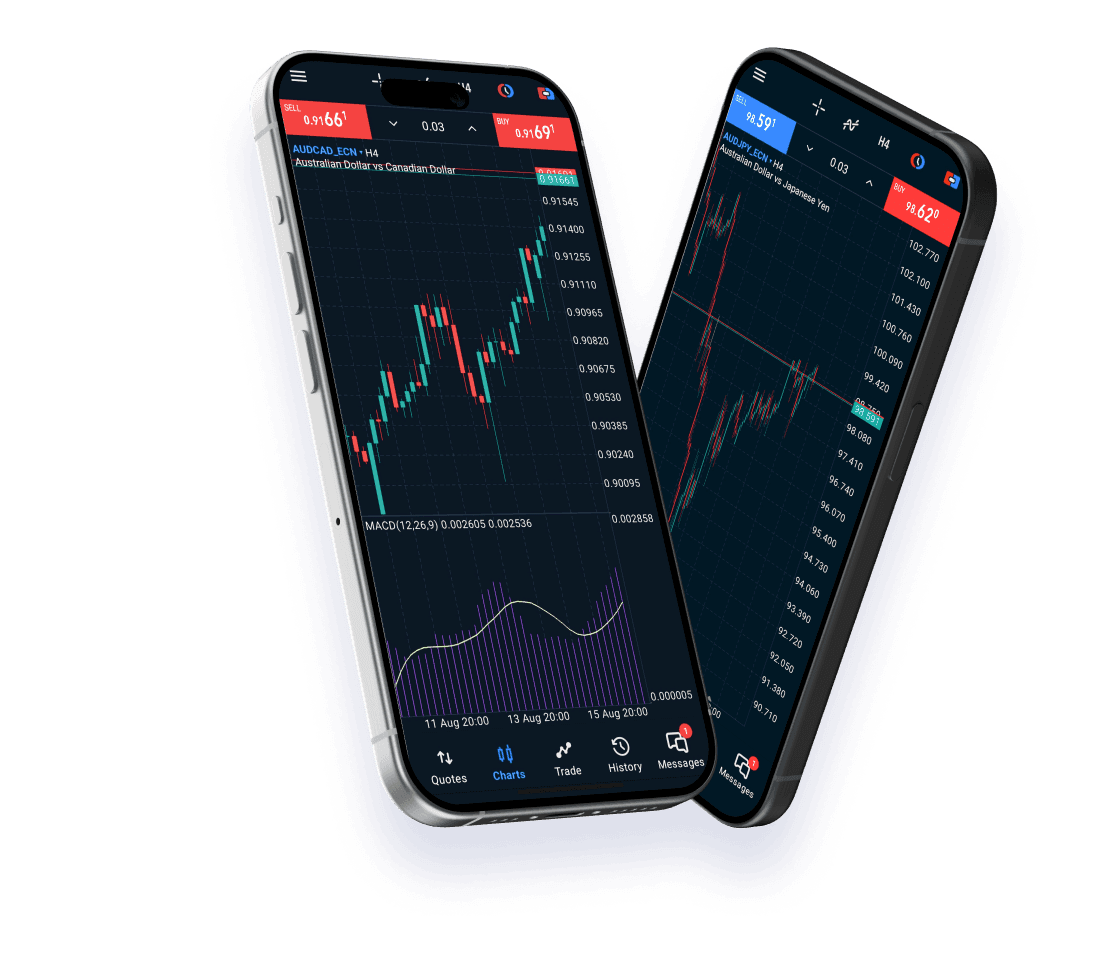 H4
SELL
0.91661
0.03
BUY
0.91691
AUDCAD_ECN • H4
Australian Dollar vs Canadian Dollar
0.91661
0.91545
0.91400
0.91255
0.91110
0.90965
0.90820
0.90675
0.90530
0.90385
0.90240
0.90095
MACD(12,26,9) 0.002605 0.002536
0.002858
0.000005
11 Aug 20:00
13 Aug 20:00
15 Aug 20:00
Quotes
Charts
Trade
History
1
Messages
H4
SELL
98.591
0.03
BUY
98.620
AUDJPY_ECN • H4
Australian Dollar vs Japanese Yen
102.770
102.100
101.430
100.760
100.090
99.420
98.591
98.080
97.410
96.740
96.070
95.400
94.730
94.060
93.390
92.720
92.050
91.380
90.710
1
Messages